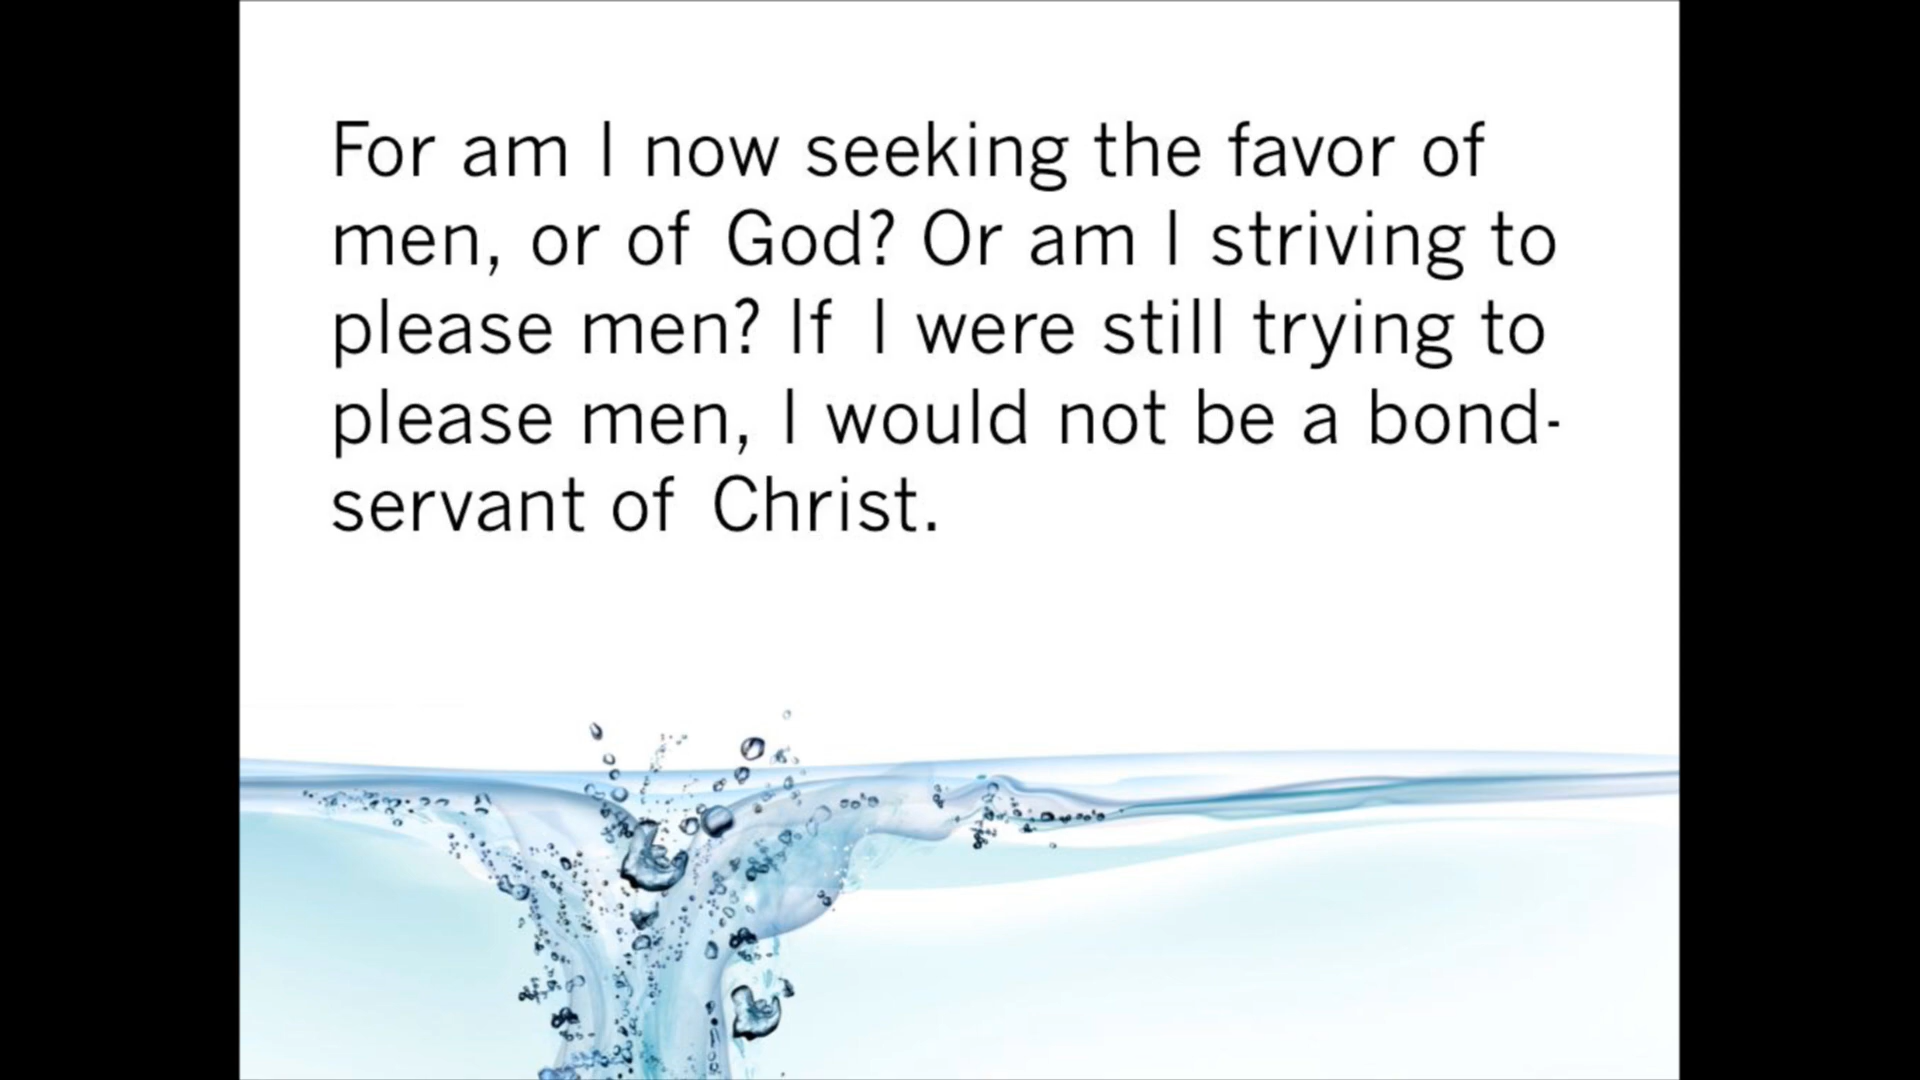 For am I now seeking the favor of
men, or of God? Or am I striving to
please men? If I were still trying to
please men, I would not be a bond-
servant of Christ.